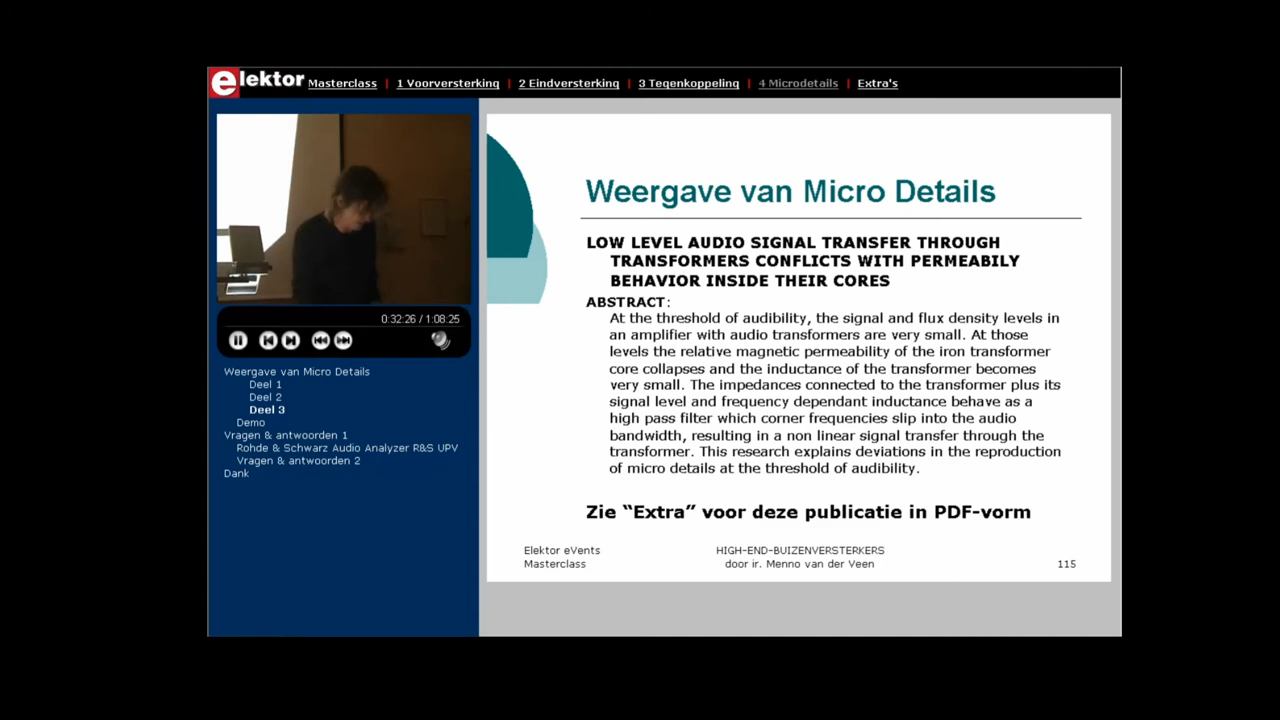 elektor Masterclass | 1 Voorversterking | 2 Eindversterking | 3 Tegenkoppeling | 4 Microdetails | Extra's
0:32:26 / 1:08:25
Weergave van Micro Details
Deel 1
Deel 2
Deel 3
Demo
Vragen & antwoorden 1
Rohde & Schwarz Audio Analyzer R&S UPV
Vragen & antwoorden 2
Dank
Weergave van Micro Details
LOW LEVEL AUDIO SIGNAL TRANSFER THROUGH
TRANSFORMERS CONFLICTS WITH PERMEABILY
BEHAVIOR INSIDE THEIR CORES
ABSTRACT:
At the threshold of audibility, the signal and flux density levels in
an amplifier with audio transformers are very small. At those
levels the relative magnetic permeability of the iron transformer
core collapses and the inductance of the transformer becomes
very small. The impedances connected to the transformer plus its
signal level and frequency dependant inductance behave as a
high pass filter which corner frequencies slip into the audio
bandwidth, resulting in a non linear signal transfer through the
transformer. This research explains deviations in the reproduction
of micro details at the threshold of audibility.
Zie “Extra” voor deze publicatie in PDF-vorm
Elektor eVents
Masterclass
HIGH-END-BUIZENVERSTERKERS
door ir. Menno van der Veen
115